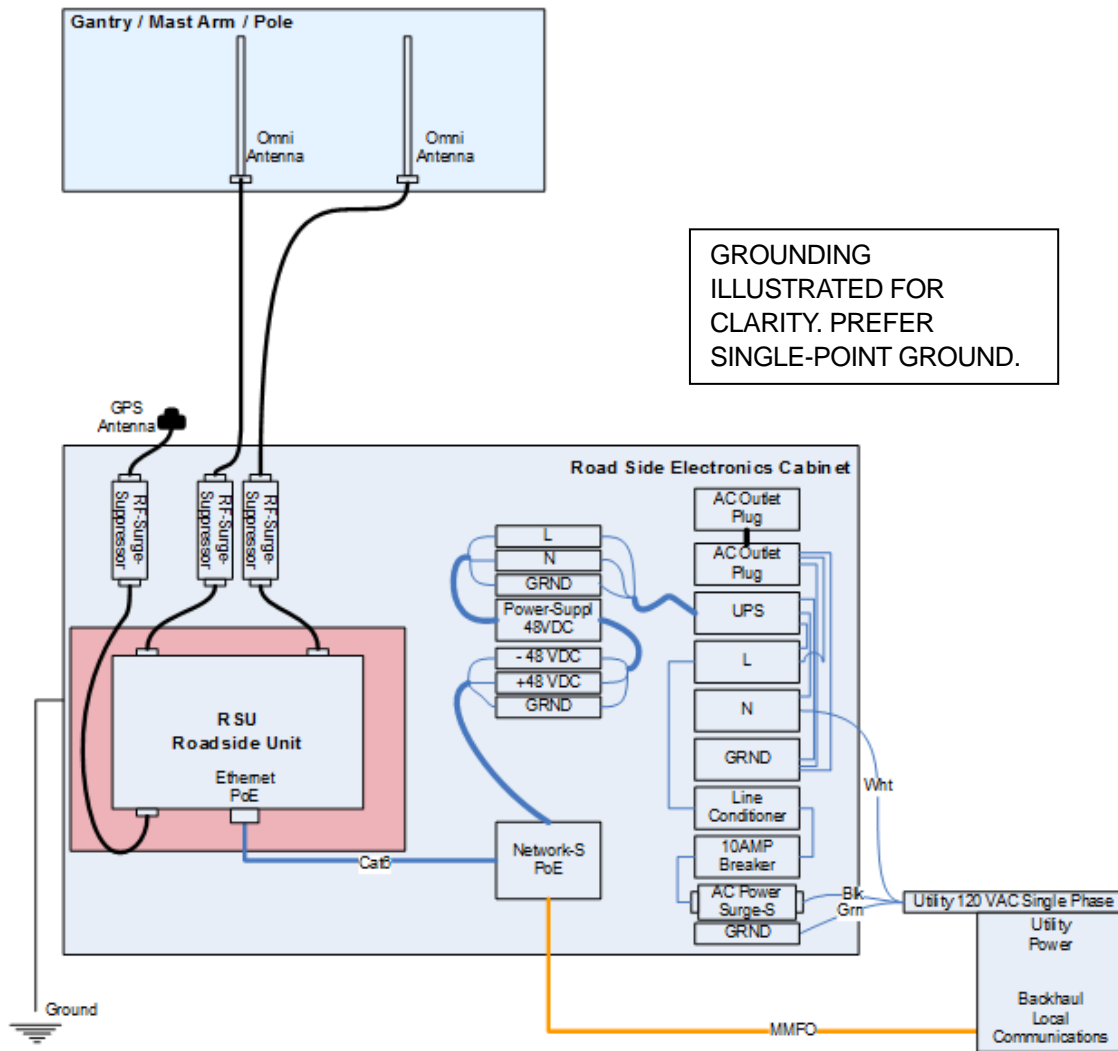 Gantry / Mast Arm / Pole
Omni
Antenna
Omni
Antenna
GROUNDING
ILLUSTRATED FOR
CLARITY. PREFER
SINGLE-POINT GROUND.
GPS
Antenna
Road Side Electronics Cabinet
RF-Surge-
Suppressor
RF-Surge-
Suppressor
RF-Surge-
Suppressor
L
N
GRND
Power-Suppl
48VDC
- 48 VDC
+48 VDC
GRND
AC Outlet
Plug
AC Outlet
Plug
UPS
L
N
GRND
Line
Conditioner
10AMP
Breaker
AC Power
Surge-S
GRND
Wht
Blk
Grn
RSU
Roadside Unit
Ethernet
PoE
Cat6
Network-S
PoE
Utility 120 VAC Single Phase
Utility
Power
Backhaul
Local
Communications
MMFO
Ground